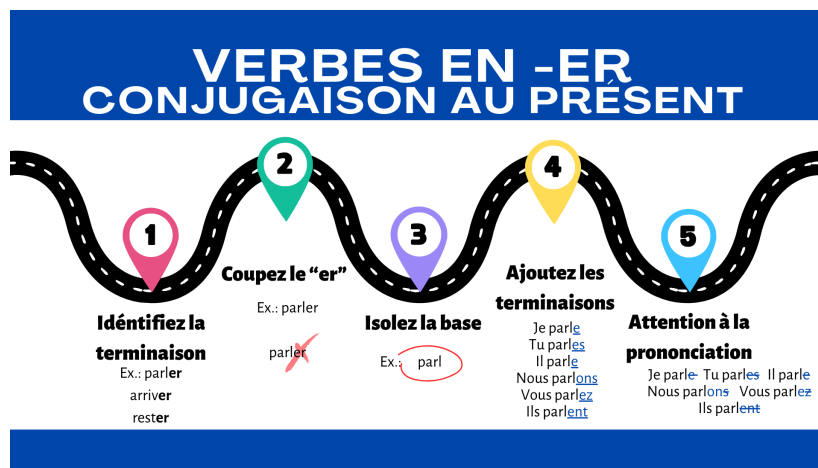 VERBES EN -ER
CONJUGAISON AU PRÉSENT
1
Idéntifiez la
terminaison
Ex.: parler
arriver
rester
2
Coupez le “er”
Ex.: parler
parler
3
Isolez la base
Ex.: parl
4
Ajoutez les
terminaisons
Je parle
Tu parles
Il parle
Nous parlons
Vous parlez
Ils parlent
5
Attention à la
prononciation
Je parle Tu parles Il parle
Nous parlons Vous parlez
Ils parlent